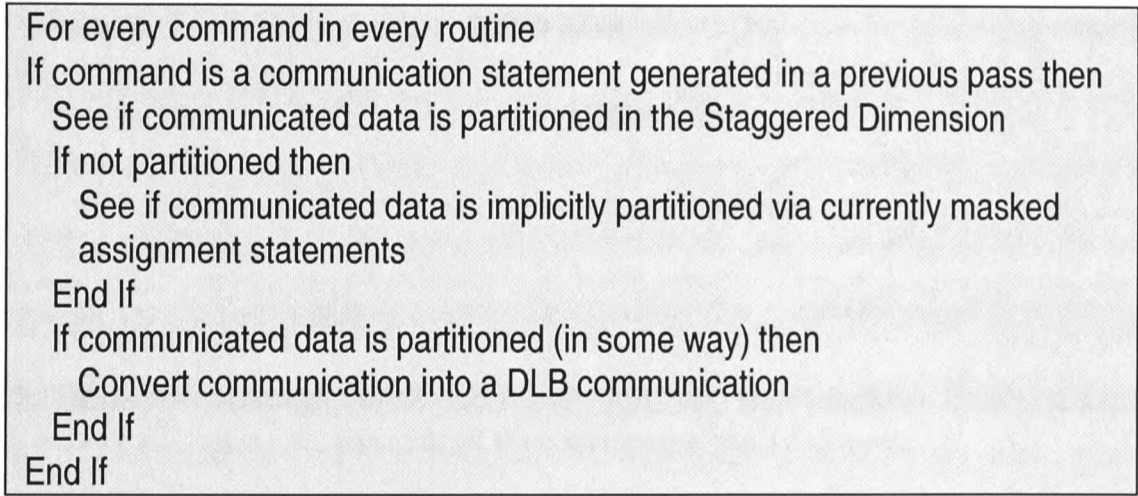 For every command in every routine
If command is a communication statement generated in a previous pass then
See if communicated data is partitioned in the Staggered Dimension
If not partitioned then
See if communicated data is implicitly partitioned via currently masked
assignment statements
End If
If communicated data is partitioned (in some way) then
Convert communication into a DLB communication
End If
End If